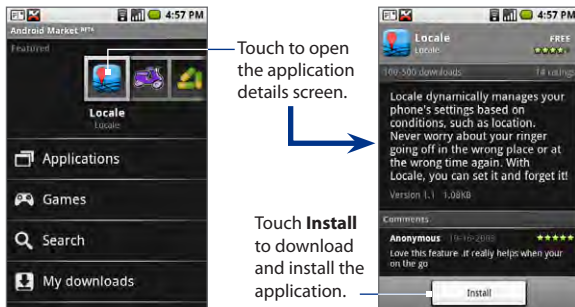 4:57 PM
Android Market BETA
Featured
Locale
Locale
Applications
Games
Search
My downloads
Touch to open
the application
details screen.
Touch Install
to download
and install the
application.
4:57 PM
Locale
FREE
Locale
100-500 downloads
14 ratings
Locale dynamically manages your
phone's settings based on
conditions, such as location.
Never worry about your ringer
going off in the wrong place or at
the wrong time again. With
Locale, you can set it and forget it!
Version 1.1 1.08KB
Comments
Anonymous
Love this feature .it really helps when your
on the go
Install